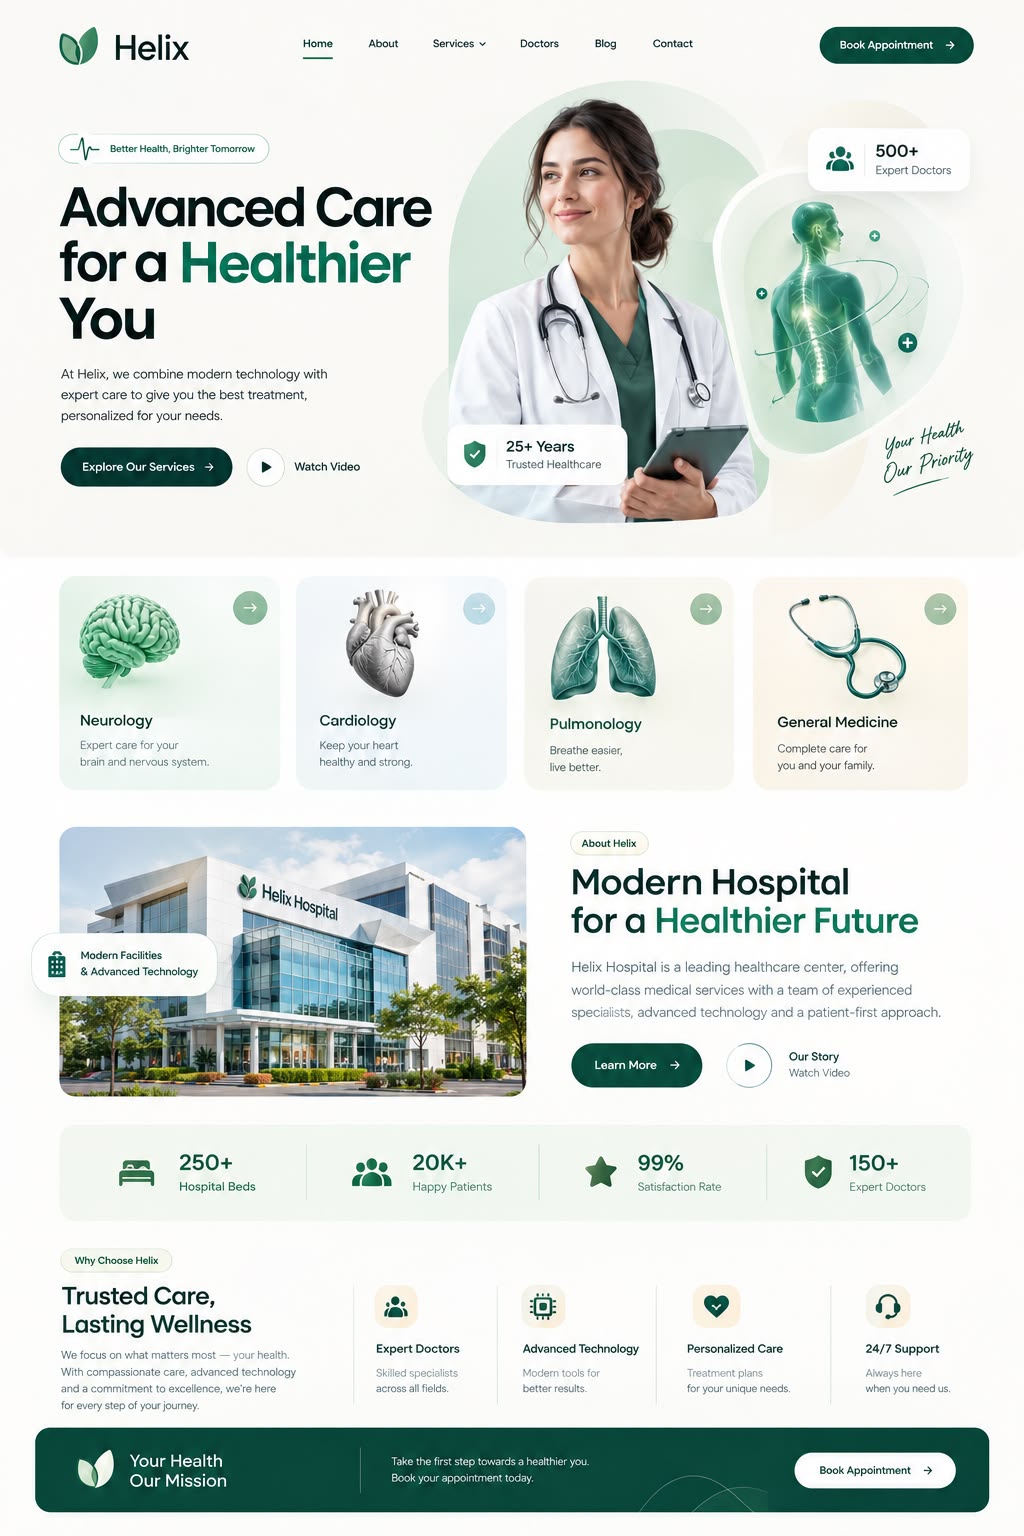 Helix
Home
About
Services
Doctors
Blog
Contact
Book Appointment
Better Health, Brighter Tomorrow
Advanced Care
for a Healthier
You
At Helix, we combine modern technology with
expert care to give you the best treatment,
personalized for your needs.
Explore Our Services
Watch Video
500+
Expert Doctors
25+ Years
Trusted Healthcare
Your Health
Our Priority
Neurology
Expert care for your
brain and nervous system.
Cardiology
Keep your heart
healthy and strong.
Pulmonology
Breathe easier,
live better.
General Medicine
Complete care for
you and your family.
Helix Hospital
Modern Facilities
& Advanced Technology
About Helix
Modern Hospital
for a Healthier Future
Helix Hospital is a leading healthcare center, offering
world-class medical services with a team of experienced
specialists, advanced technology and a patient-first approach.
Learn More
Our Story
Watch Video
250+
Hospital Beds
20K+
Happy Patients
99%
Satisfaction Rate
150+
Expert Doctors
Why Choose Helix
Trusted Care,
Lasting Wellness
We focus on what matters most — your health.
With compassionate care, advanced technology
and a commitment to excellence, we're here
for every step of your journey.
Expert Doctors
Skilled specialists
across all fields.
Advanced Technology
Modern tools for
better results.
Personalized Care
Treatment plans
for your unique needs.
24/7 Support
Always here
when you need us.
Your Health
Our Mission
Take the first step towards a healthier you.
Book your appointment today.
Book Appointment